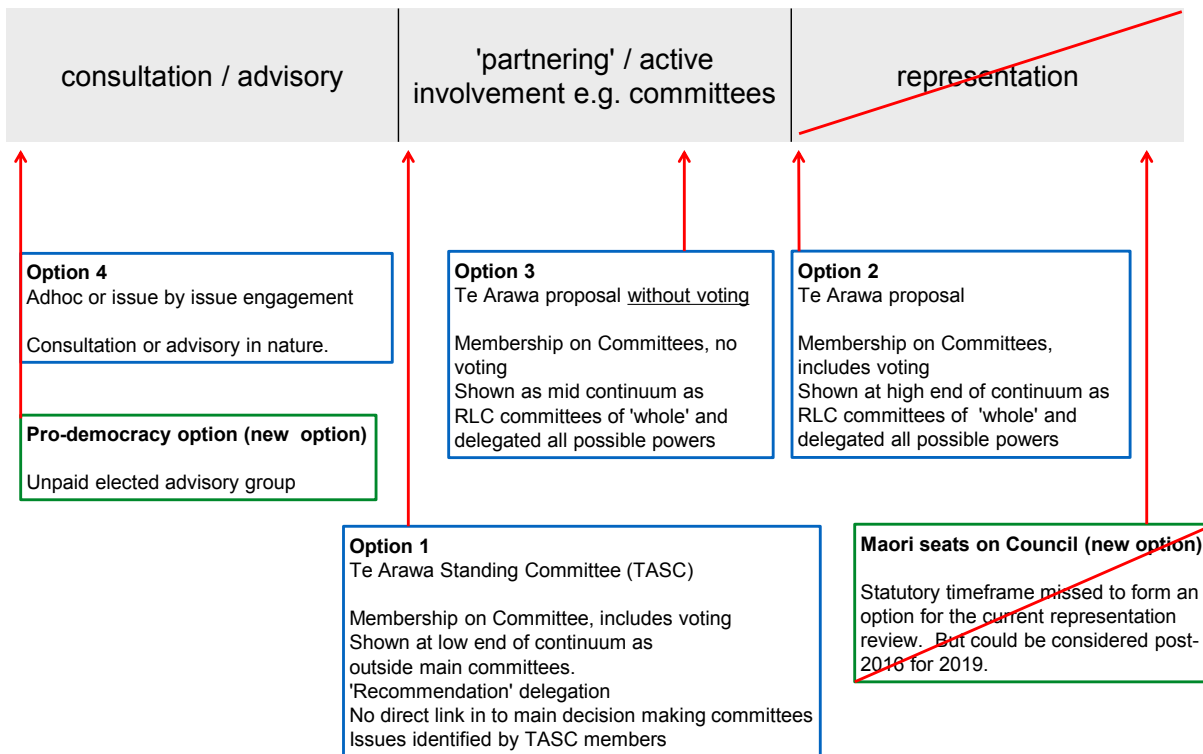 consultation / advisory
'partnering' / active
involvement e.g. committees
representation
Option 4
Adhoc or issue by issue engagement
Consultation or advisory in nature.
Pro-democracy option (new option)
Unpaid elected advisory group
Option 3
Te Arawa proposal without voting
Membership on Committees, no
voting
Shown as mid continuum as
RLC committees of 'whole' and
delegated all possible powers
Option 2
Te Arawa proposal
Membership on Committees,
includes voting
Shown at high end of continuum as
RLC committees of 'whole' and
delegated all possible powers
Option 1
Te Arawa Standing Committee (TASC)
Membership on Committee, includes voting
Shown at low end of continuum as
outside main committees.
'Recommendation' delegation
No direct link in to main decision making committees
Issues identified by TASC members
Maori seats on Council (new option)
Statutory timeframe missed to form an
option for the current representation
review. But could be considered post-
2016 for 2019.